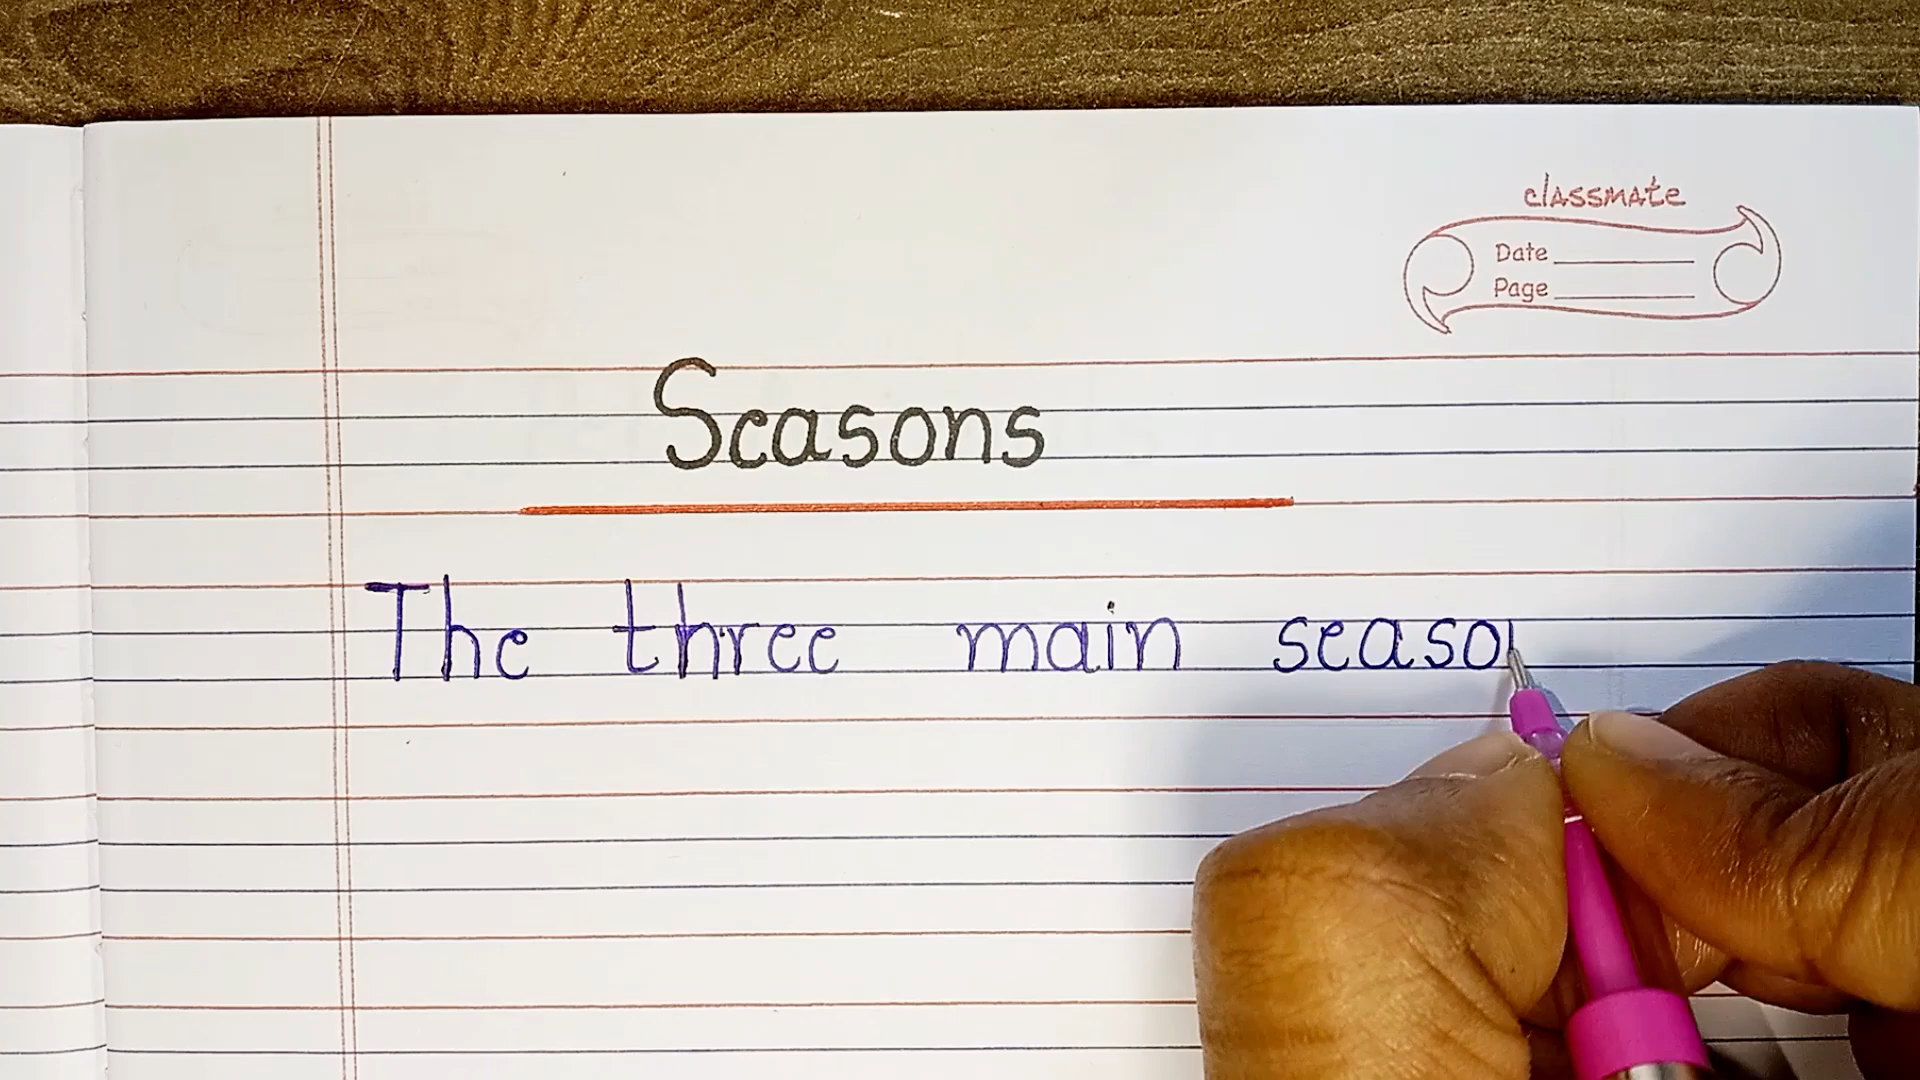 classmate
Date
Page
Seasons
The three main seaso